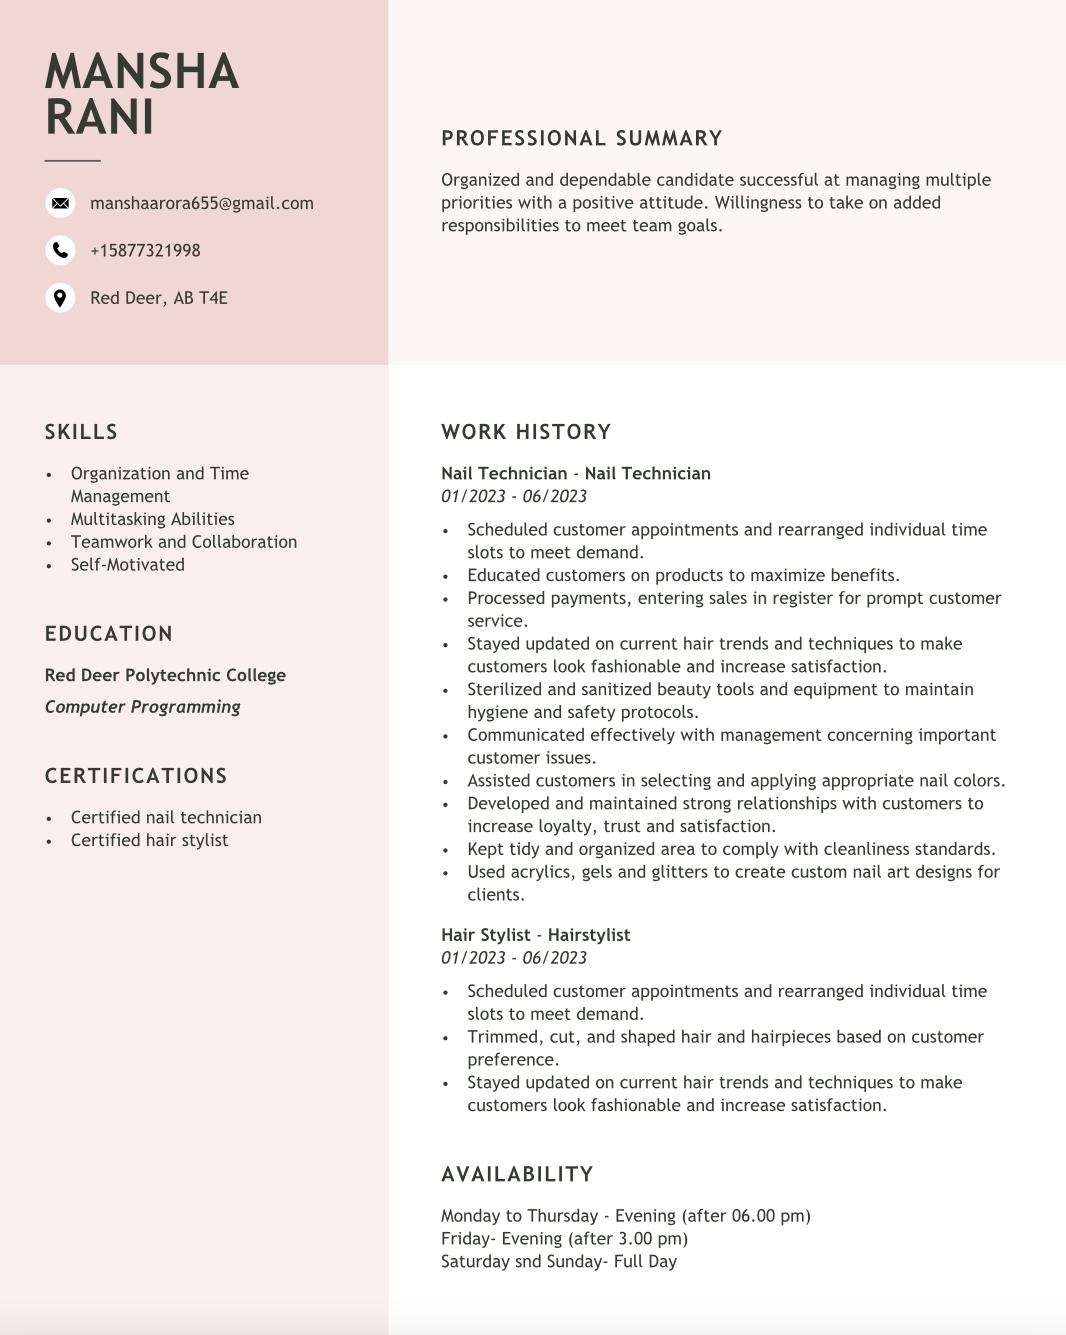 MANSHA
RANI
manshaarora655@gmail.com
+15877321998
Red Deer, AB T4E
PROFESSIONAL SUMMARY
Organized and dependable candidate successful at managing multiple
priorities with a positive attitude. Willingness to take on added
responsibilities to meet team goals.
SKILLS
• Organization and Time
Management
• Multitasking Abilities
• Teamwork and Collaboration
• Self-Motivated
EDUCATION
Red Deer Polytechnic College
Computer Programming
CERTIFICATIONS
• Certified nail technician
• Certified hair stylist
WORK HISTORY
Nail Technician - Nail Technician
01/2023 - 06/2023
• Scheduled customer appointments and rearranged individual time
slots to meet demand.
• Educated customers on products to maximize benefits.
• Processed payments, entering sales in register for prompt customer
service.
• Stayed updated on current hair trends and techniques to make
customers look fashionable and increase satisfaction.
• Sterilized and sanitized beauty tools and equipment to maintain
hygiene and safety protocols.
• Communicated effectively with management concerning important
customer issues.
• Assisted customers in selecting and applying appropriate nail colors.
• Developed and maintained strong relationships with customers to
increase loyalty, trust and satisfaction.
• Kept tidy and organized area to comply with cleanliness standards.
• Used acrylics, gels and glitters to create custom nail art designs for
clients.
Hair Stylist - Hairstylist
01/2023 - 06/2023
• Scheduled customer appointments and rearranged individual time
slots to meet demand.
• Trimmed, cut, and shaped hair and hairpieces based on customer
preference.
• Stayed updated on current hair trends and techniques to make
customers look fashionable and increase satisfaction.
AVAILABILITY
Monday to Thursday - Evening (after 06.00 pm)
Friday- Evening (after 3.00 pm)
Saturday snd Sunday- Full Day